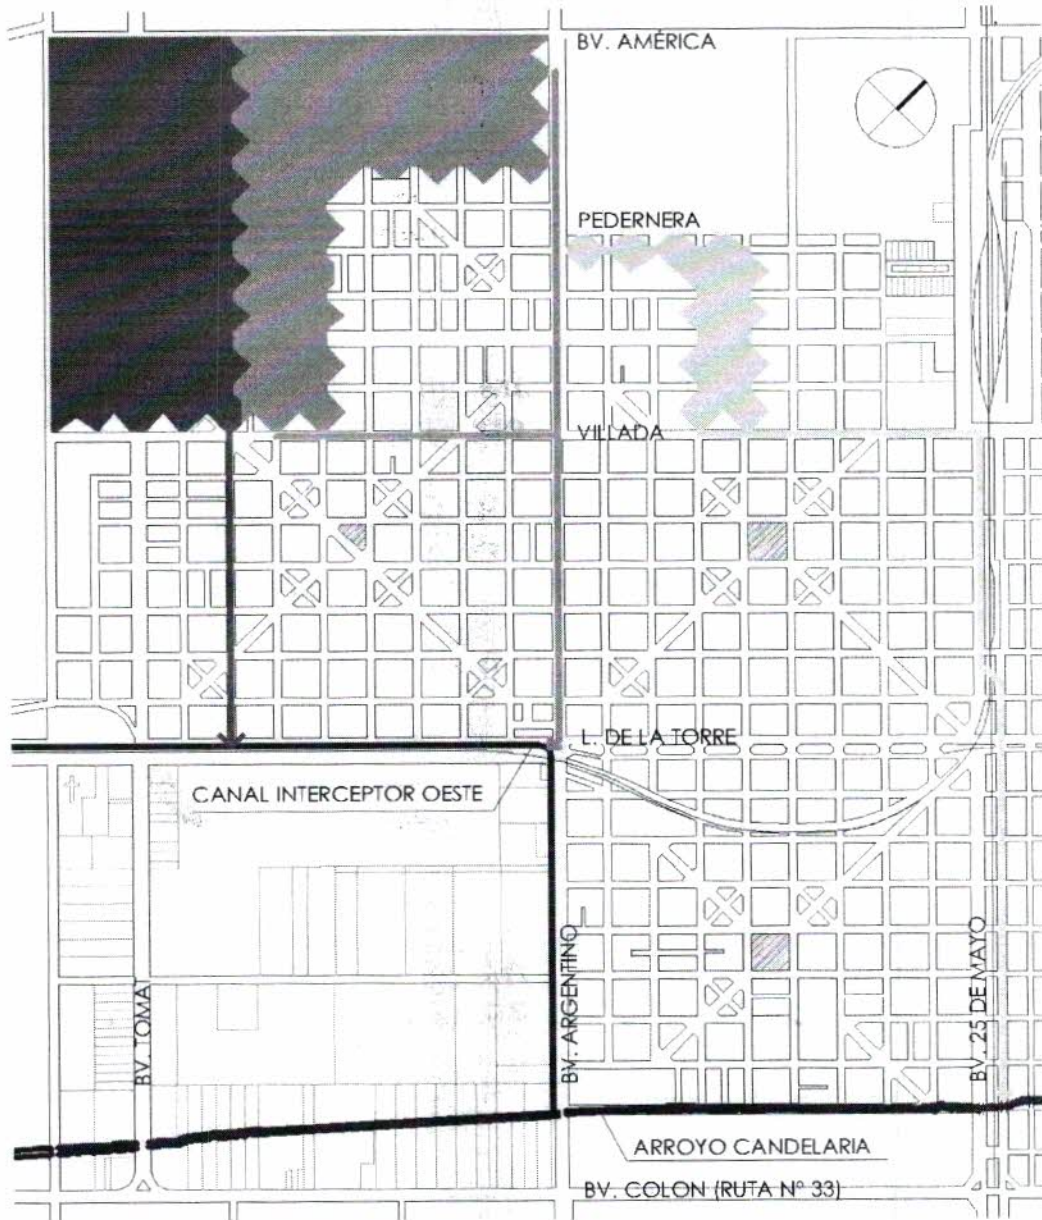 BV. AMÉRICA
PEDERNERA
VILLADA
L. DE LA TORRE
CANAL INTERCEPTOR OESTE
BV. TOMAT
BV. ARGENTINO
BV. 25 DE MAYO
ARROYO CANDELARIA
BV. COLON (RUTA Nº 33)